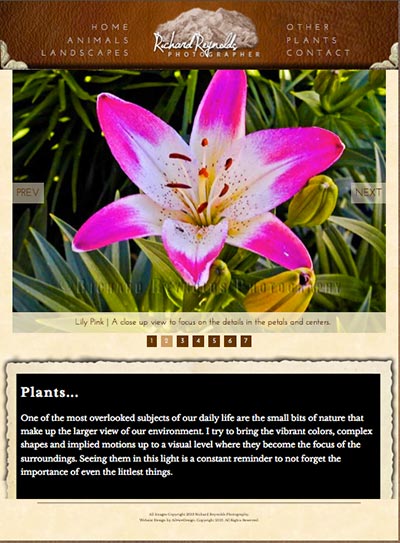 HOME
ANIMALS
LANDSCAPES
Richard Reynolds
PHOTOGRAPHER
OTHER
PLANTS
CONTACT
PREV
NEXT
Richard Reynolds Photography
Lily Pink | A close up view to focus on the details in the petals and centers.
1 2 3 4 5 6 7
Plants...
One of the most overlooked subjects of our daily life are the small bits of nature that
make up the larger view of our environment. I try to bring the vibrant colors, complex
shapes and implied motions up to a visual level where they become the focus of the
surroundings. Seeing them in this light is a constant reminder to not forget the
importance of even the littlest things.
All Images Copyright 2010 Richard Reynolds Photography.
Website Design by Copyright 2010. All Rights Reserved.